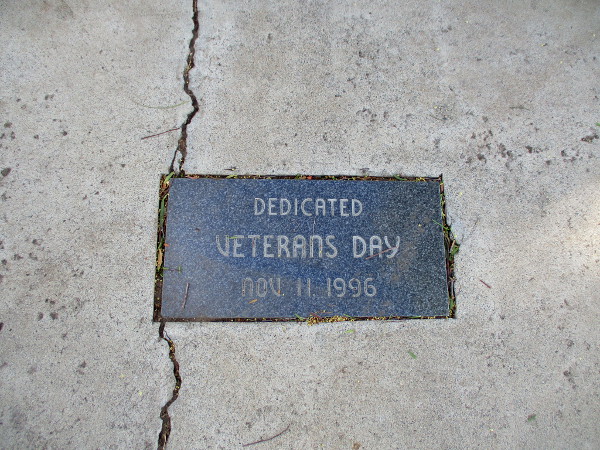 DEDICATED
VETERANS DAY
NOV. 11 1996